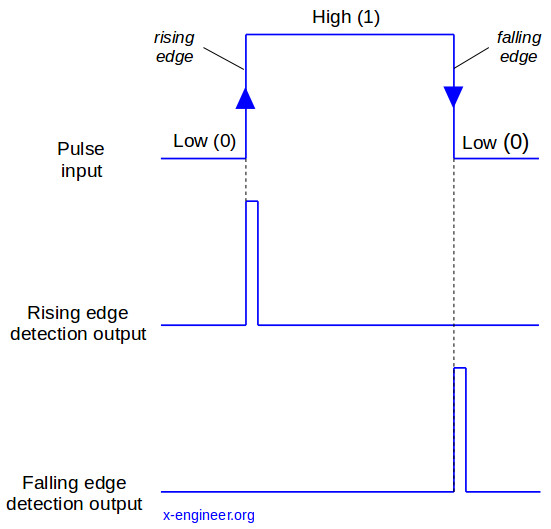 High (1)
rising
edge
falling
edge
Low (0)
Low (0)
Pulse
input
Rising edge
detection output
Falling edge
detection output
x-engineer.org